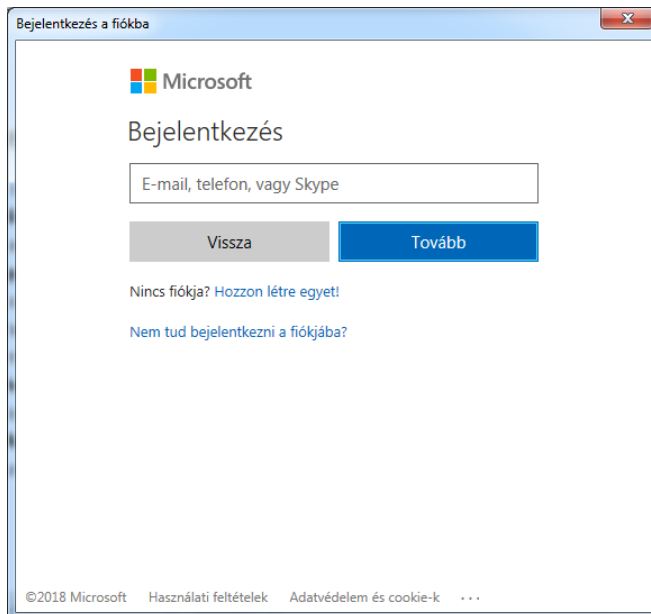 Bejelentkezés a fiókba
Microsoft
Bejelentkezés
E-mail, telefon, vagy Skype
Vissza Tovább
Nincs fiókja? Hozzon létre egyet!
Nem tud bejelentkezni a fiókjába?
©2018 Microsoft Használati feltételek Adatvédelem és cookie-k ...